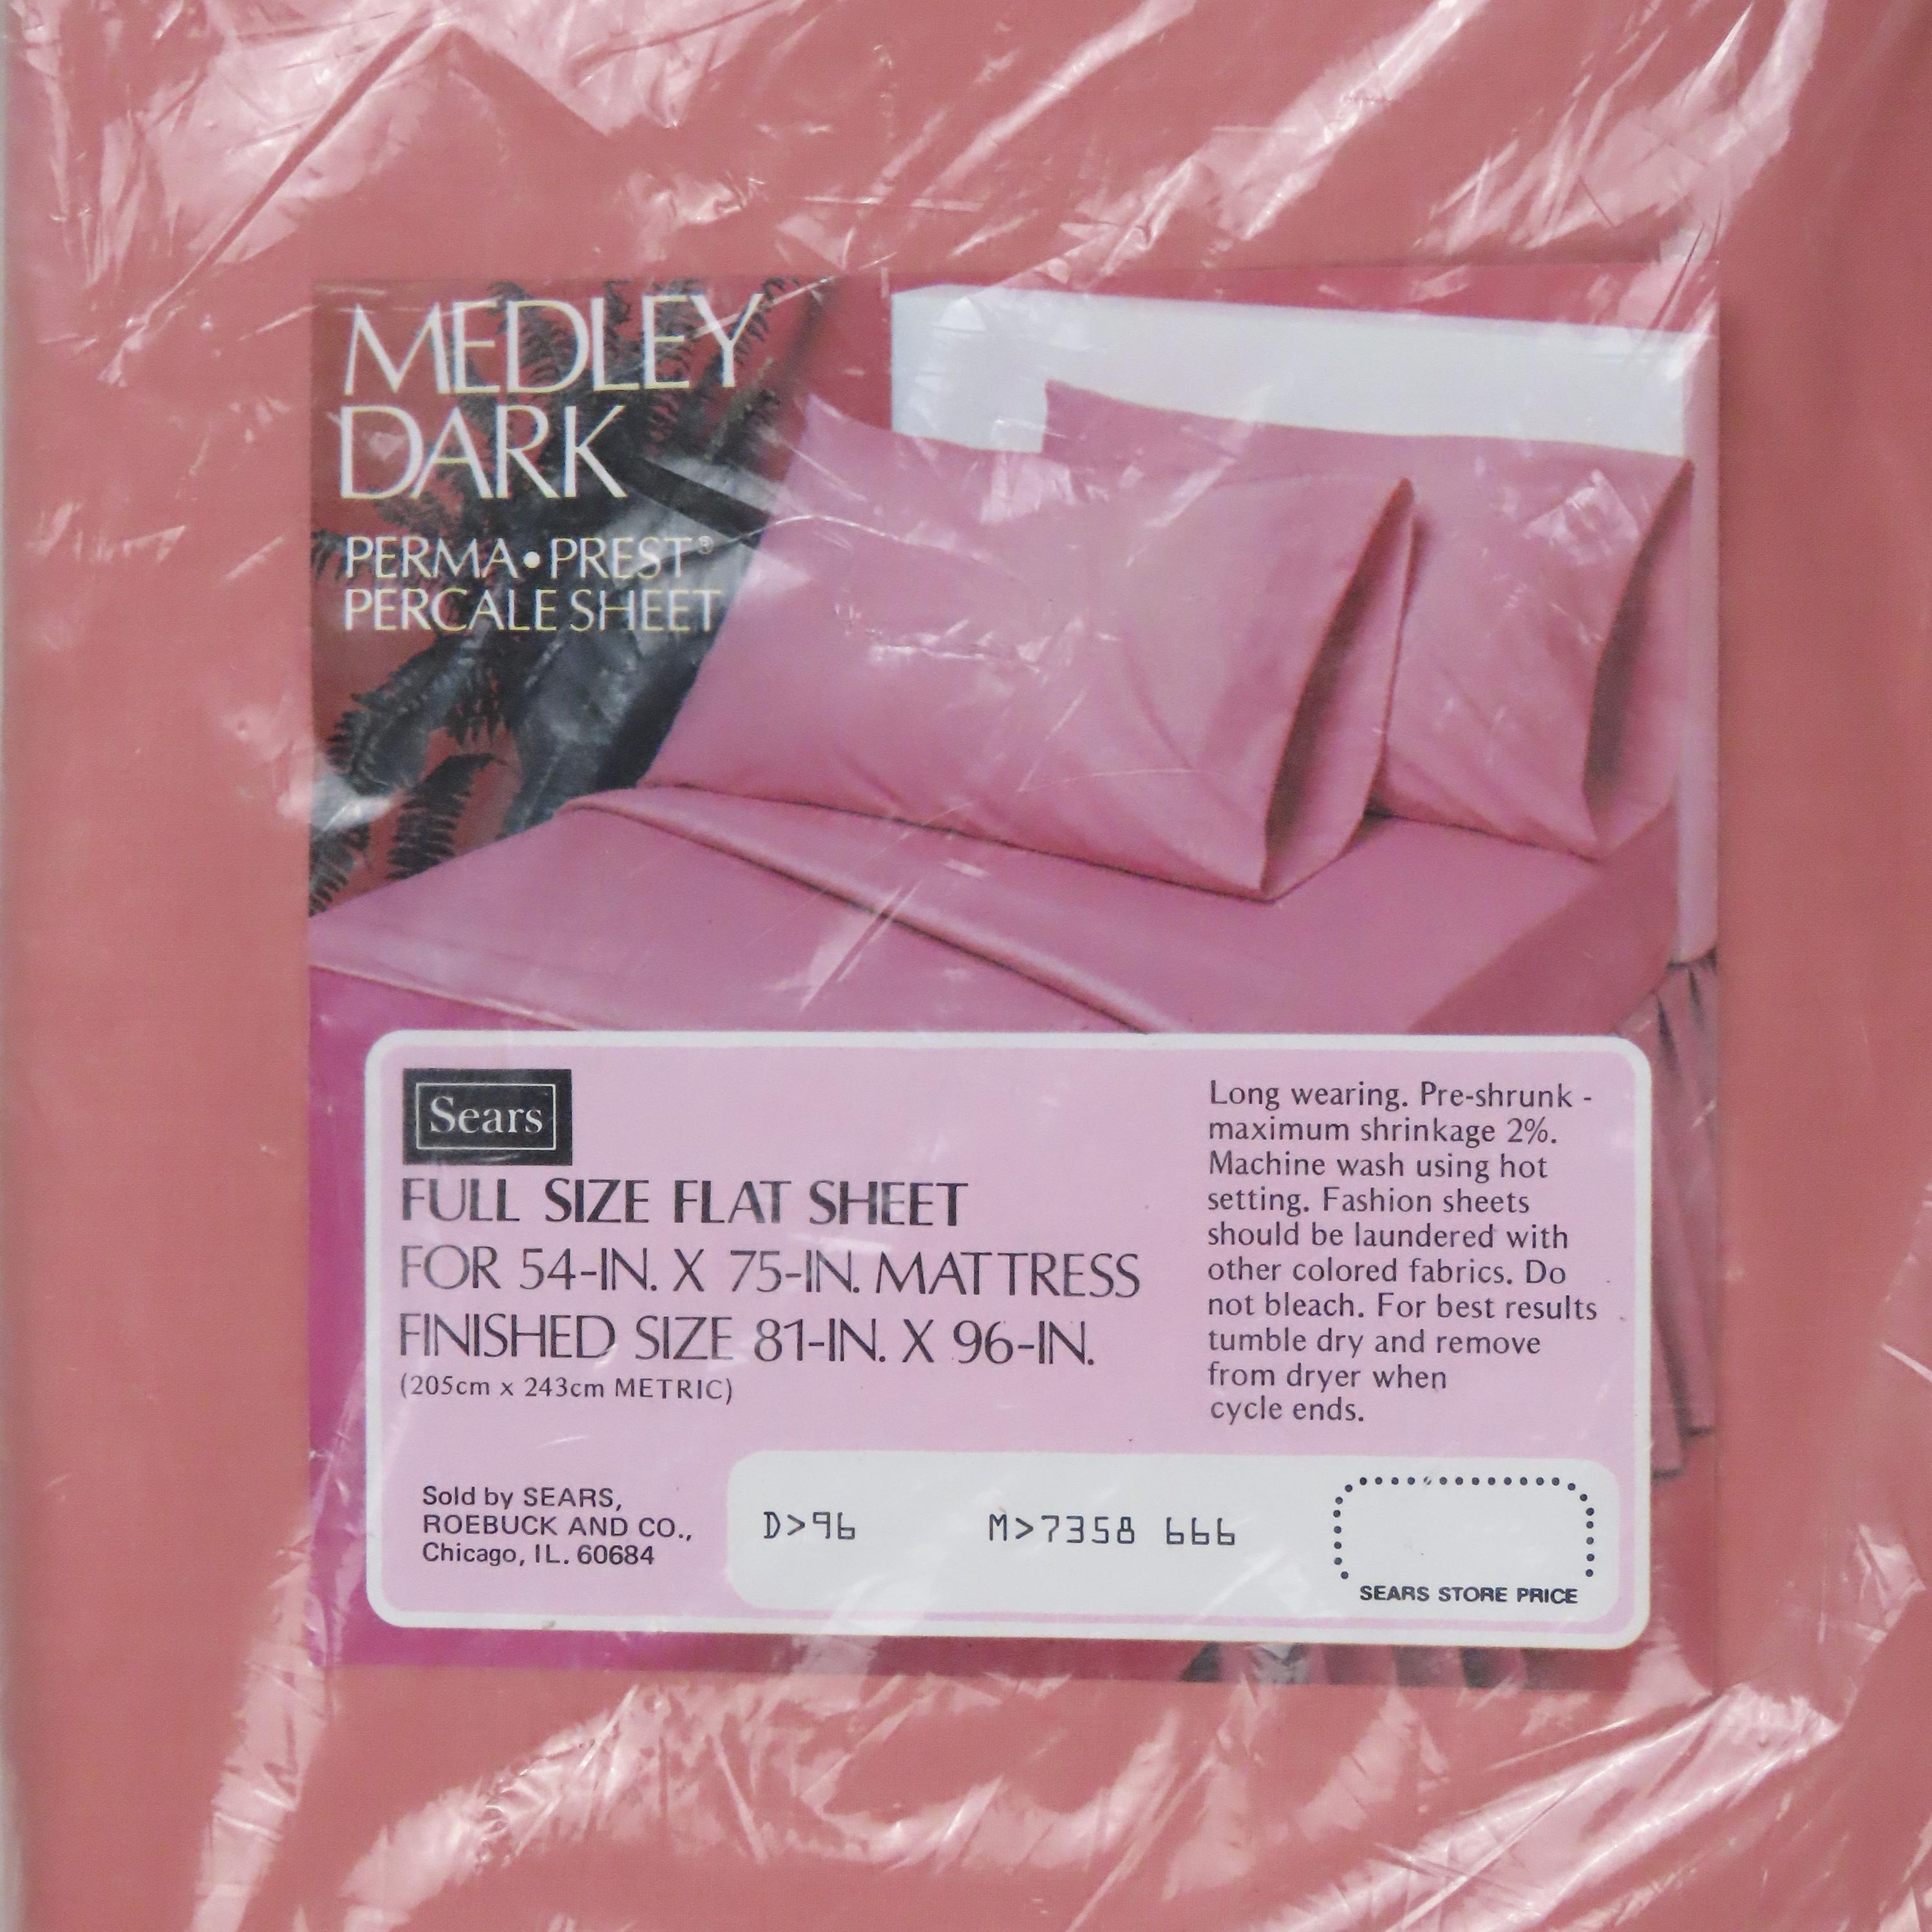 MEDLEY
DARK
PERMA•PREST®
PERCALE SHEET
Sears
FULL SIZE FLAT SHEET
FOR 54-IN. X 75-IN. MATTRESS
FINISHED SIZE 81-IN. X 96-IN.
(205cm x 243cm METRIC)
Long wearing. Pre-shrunk -
maximum shrinkage 2%.
Machine wash using hot
setting. Fashion sheets
should be laundered with
other colored fabrics. Do
not bleach. For best results
tumble dry and remove
from dryer when
cycle ends.
Sold by SEARS,
ROEBUCK AND CO.,
Chicago, IL. 60684
D>96 M>7358 666
SEARS STORE PRICE